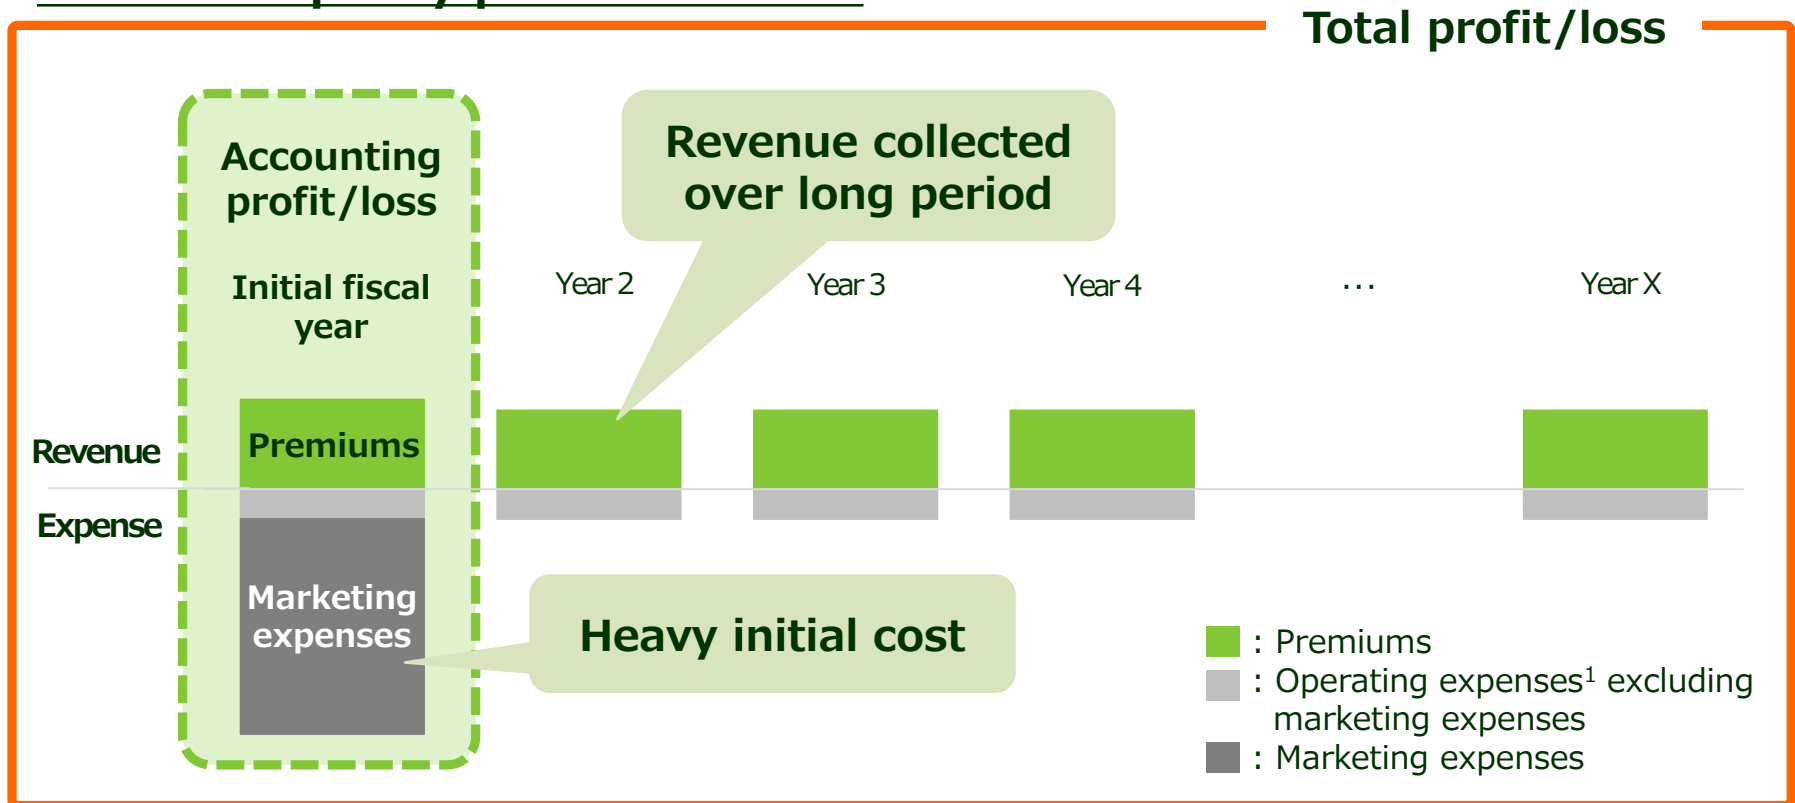 Total profit/loss
Accounting
profit/loss
Revenue collected
over long period
Initial fiscal
year
Year 2
Year 3
Year 4
...
Year X
Revenue
Premiums
Expense
Marketing
expenses
Heavy initial cost
: Premiums
: Operating expenses¹ excluding
marketing expenses
: Marketing expenses